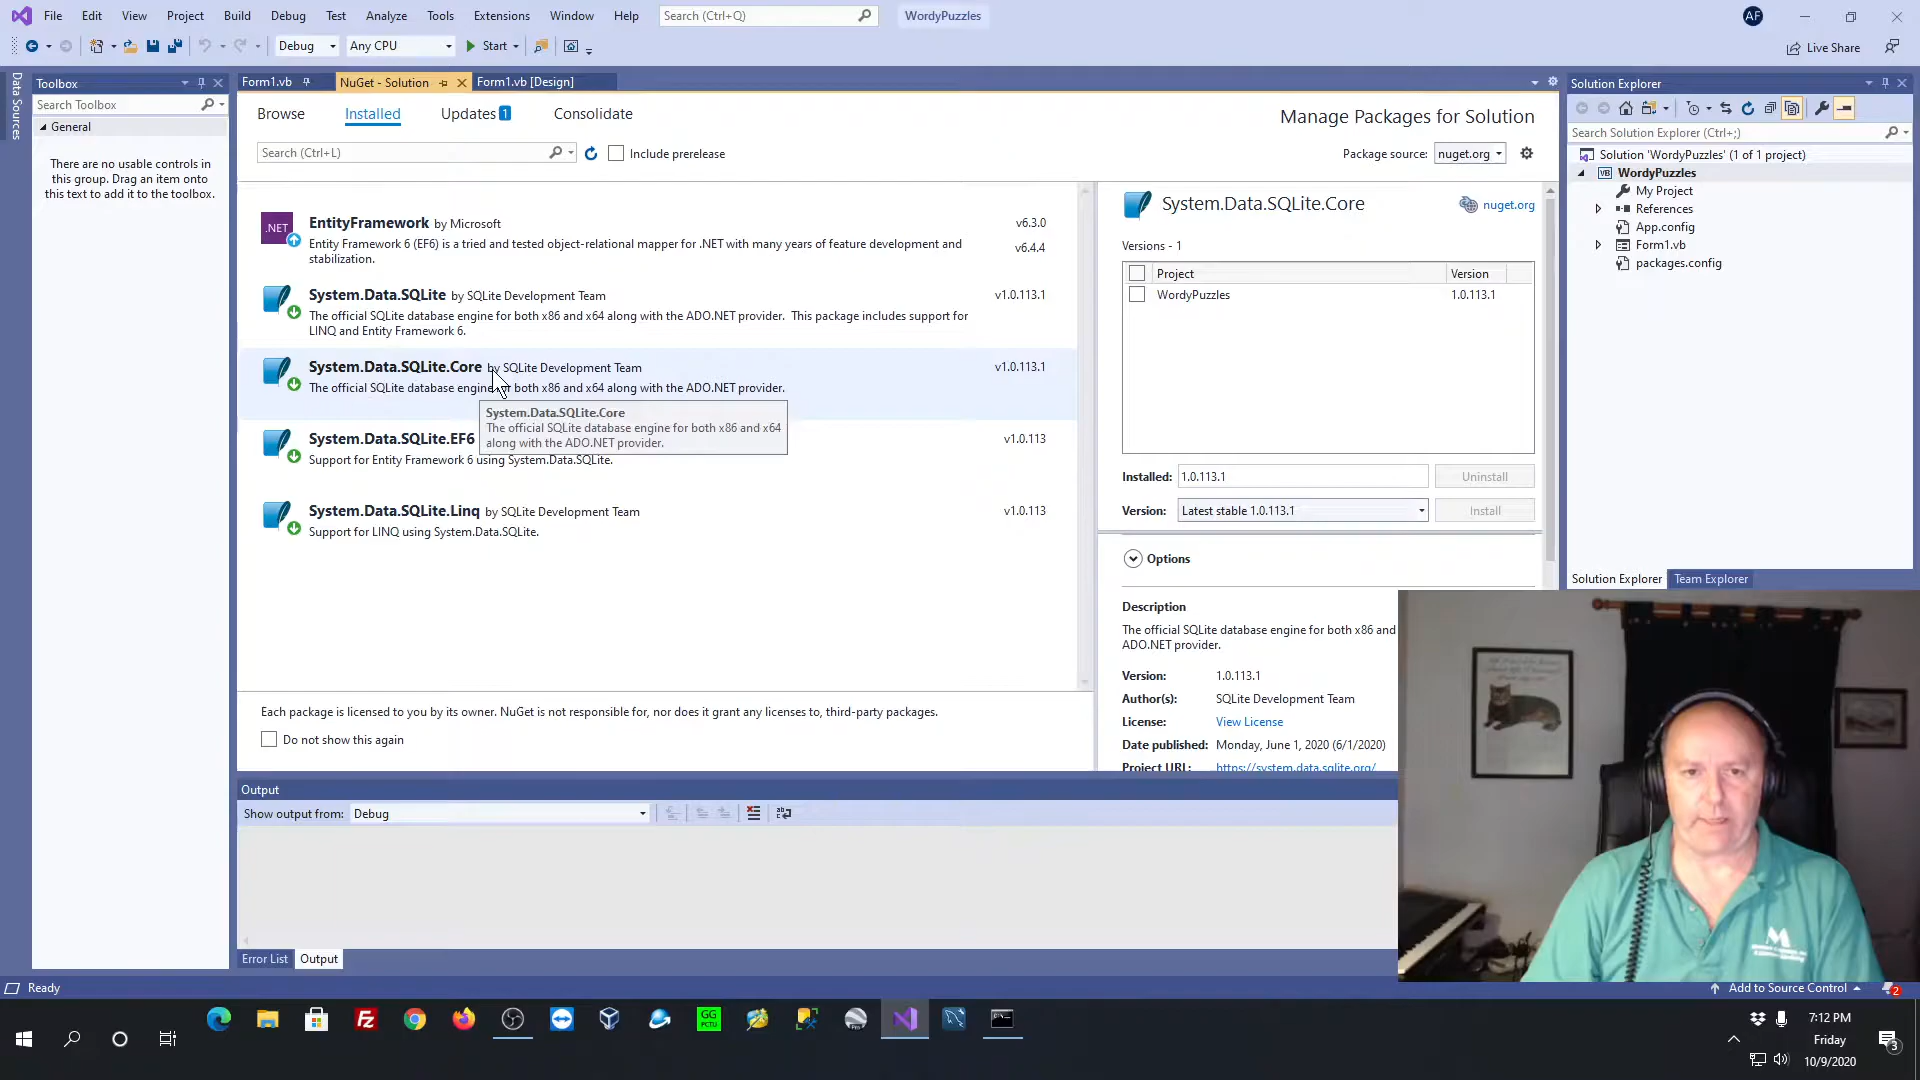 File Edit View Project Build Debug Test Analyze Tools Extensions Window Help Search (Ctrl+Q) WordyPuzzles AF
Debug Any CPU Start Live Share
Data Sources
Toolbox
Search Toolbox
General
There are no usable controls in
this group. Drag an item onto
this text to add it to the toolbox.
Form1.vb NuGet - Solution Form1.vb [Design]
Browse Installed Updates 1 Consolidate
Manage Packages for Solution
Search (Ctrl+L) Include prerelease
Package source: nuget.org
.NET
EntityFramework by Microsoft v6.3.0
Entity Framework 6 (EF6) is a tried and tested object-relational mapper for .NET with many years of feature development and v6.4.4
stabilization.
System.Data.SQLite by SQLite Development Team v1.0.113.1
The official SQLite database engine for both x86 and x64 along with the ADO.NET provider. This package includes support for
LINQ and Entity Framework 6.
System.Data.SQLite.Core by SQLite Development Team v1.0.113.1
The official SQLite database engine for both x86 and x64 along with the ADO.NET provider.
System.Data.SQLite.Core
The official SQLite database engine for both x86 and x64
along with the ADO.NET provider.
System.Data.SQLite.EF6 v1.0.113
Support for Entity Framework 6 using System.Data.SQLite.
System.Data.SQLite.Linq by SQLite Development Team v1.0.113
Support for LINQ using System.Data.SQLite.
Each package is licensed to you by its owner. NuGet is not responsible for, nor does it grant any licenses to, third-party packages.
Do not show this again
System.Data.SQLite.Core nuget.org
Versions - 1
Project Version
WordyPuzzles 1.0.113.1
Installed: 1.0.113.1 Uninstall
Version: Latest stable 1.0.113.1 Install
Options
Description
The official SQLite database engine for both x86 and
ADO.NET provider.
Version: 1.0.113.1
Author(s): SQLite Development Team
License: View License
Date published: Monday, June 1, 2020 (6/1/2020)
Project URL: https://system.data.sqlite.org/
Solution Explorer
Search Solution Explorer (Ctrl+;)
Solution 'WordyPuzzles' (1 of 1 project)
VB WordyPuzzles
My Project
References
App.config
Form1.vb
packages.config
Solution Explorer Team Explorer
Output
Show output from: Debug
Error List Output
Ready
Add to Source Control 2
GG
PCTU
7:12 PM
Friday
10/9/2020
3